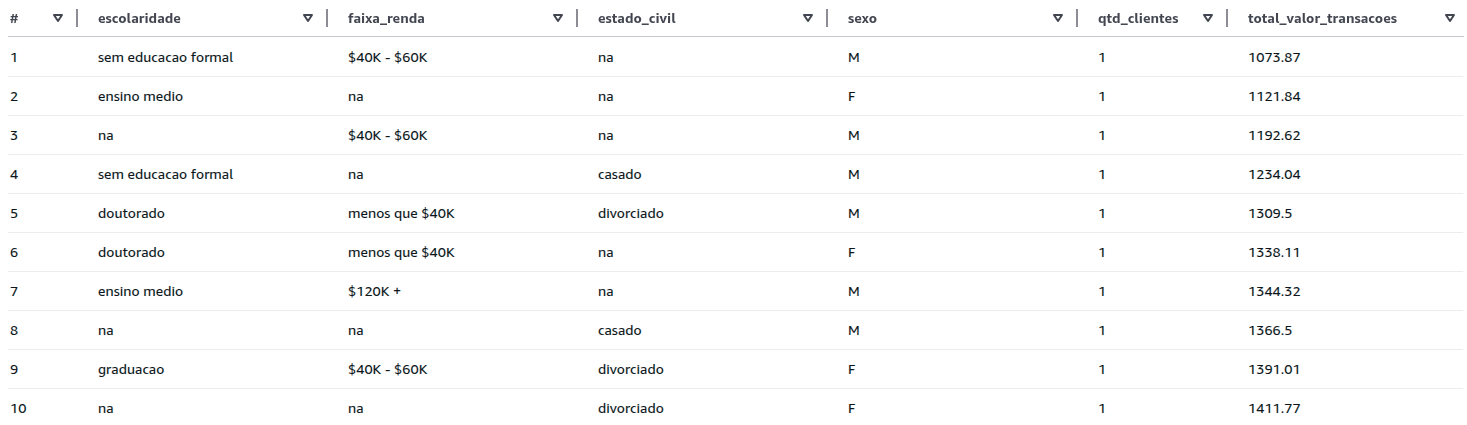 # escolaridade faixa_renda estado_civil sexo qtd_clientes total_valor_transacoes
1 sem educacao formal $40K - $60K na M 1 1073.87
2 ensino medio na na F 1 1121.84
3 na $40K - $60K na M 1 1192.62
4 sem educacao formal na casado M 1 1234.04
5 doutorado menos que $40K divorciado M 1 1309.5
6 doutorado menos que $40K na F 1 1338.11
7 ensino medio $120K + na M 1 1344.32
8 na na casado M 1 1366.5
9 graduacao $40K - $60K divorciado F 1 1391.01
10 na na divorciado F 1 1411.77